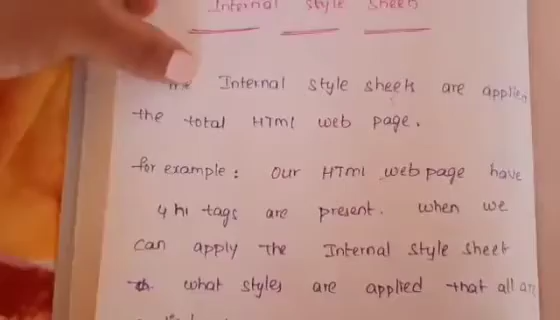 Internal style sheets
The Internal style sheets are applied
the total HTML web page.
for example: Our HTML web page have
4 h1 tags are present. when we
can apply the Internal style sheet
what styles are applied that all are